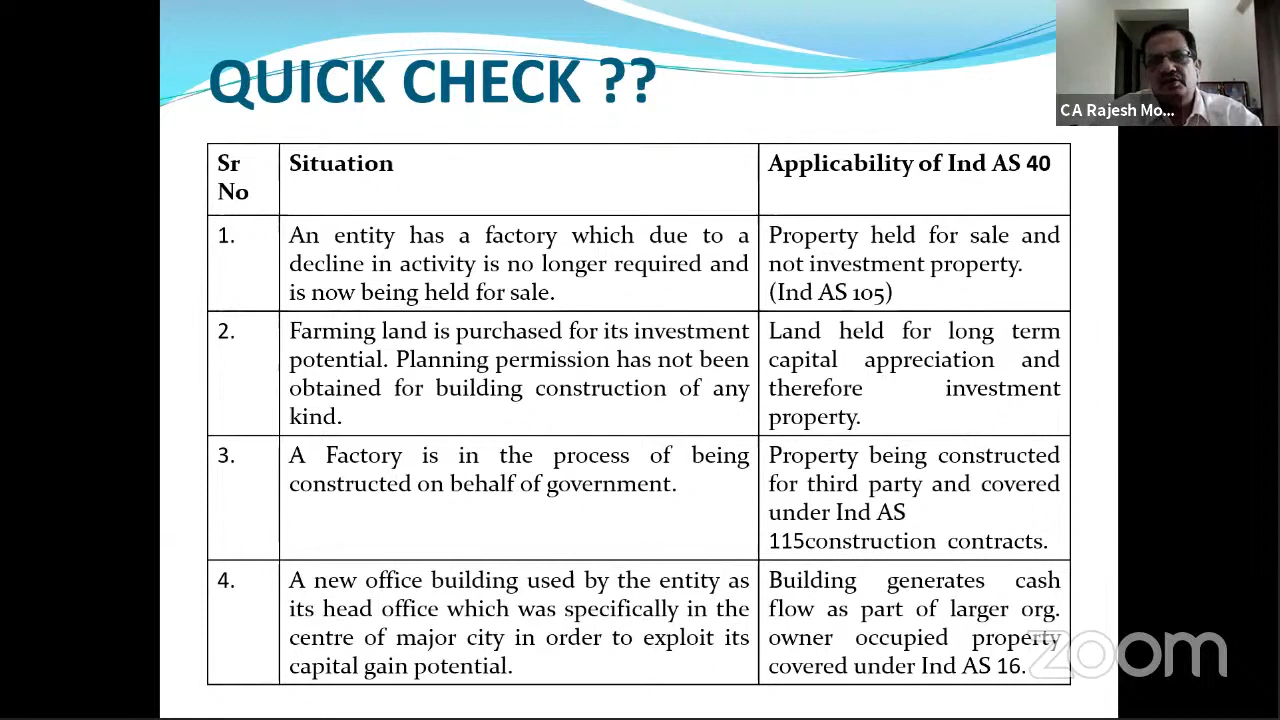 QUICK CHECK ??
CA Rajesh Mo...
Sr
No
Situation
Applicability of Ind AS 40
1.
An entity has a factory which due to a
decline in activity is no longer required and
is now being held for sale.
Property held for sale and
not investment property.
(Ind AS 105)
2.
Farming land is purchased for its investment
potential. Planning permission has not been
obtained for building construction of any
kind.
Land held for long term
capital appreciation and
therefore investment
property.
3.
A Factory is in the process of being
constructed on behalf of government.
Property being constructed
for third party and covered
under Ind AS
115construction contracts.
4.
A new office building used by the entity as
its head office which was specifically in the
centre of major city in order to exploit its
capital gain potential.
Building generates cash
flow as part of larger org.
owner occupied property
covered under Ind AS 16.
zoom